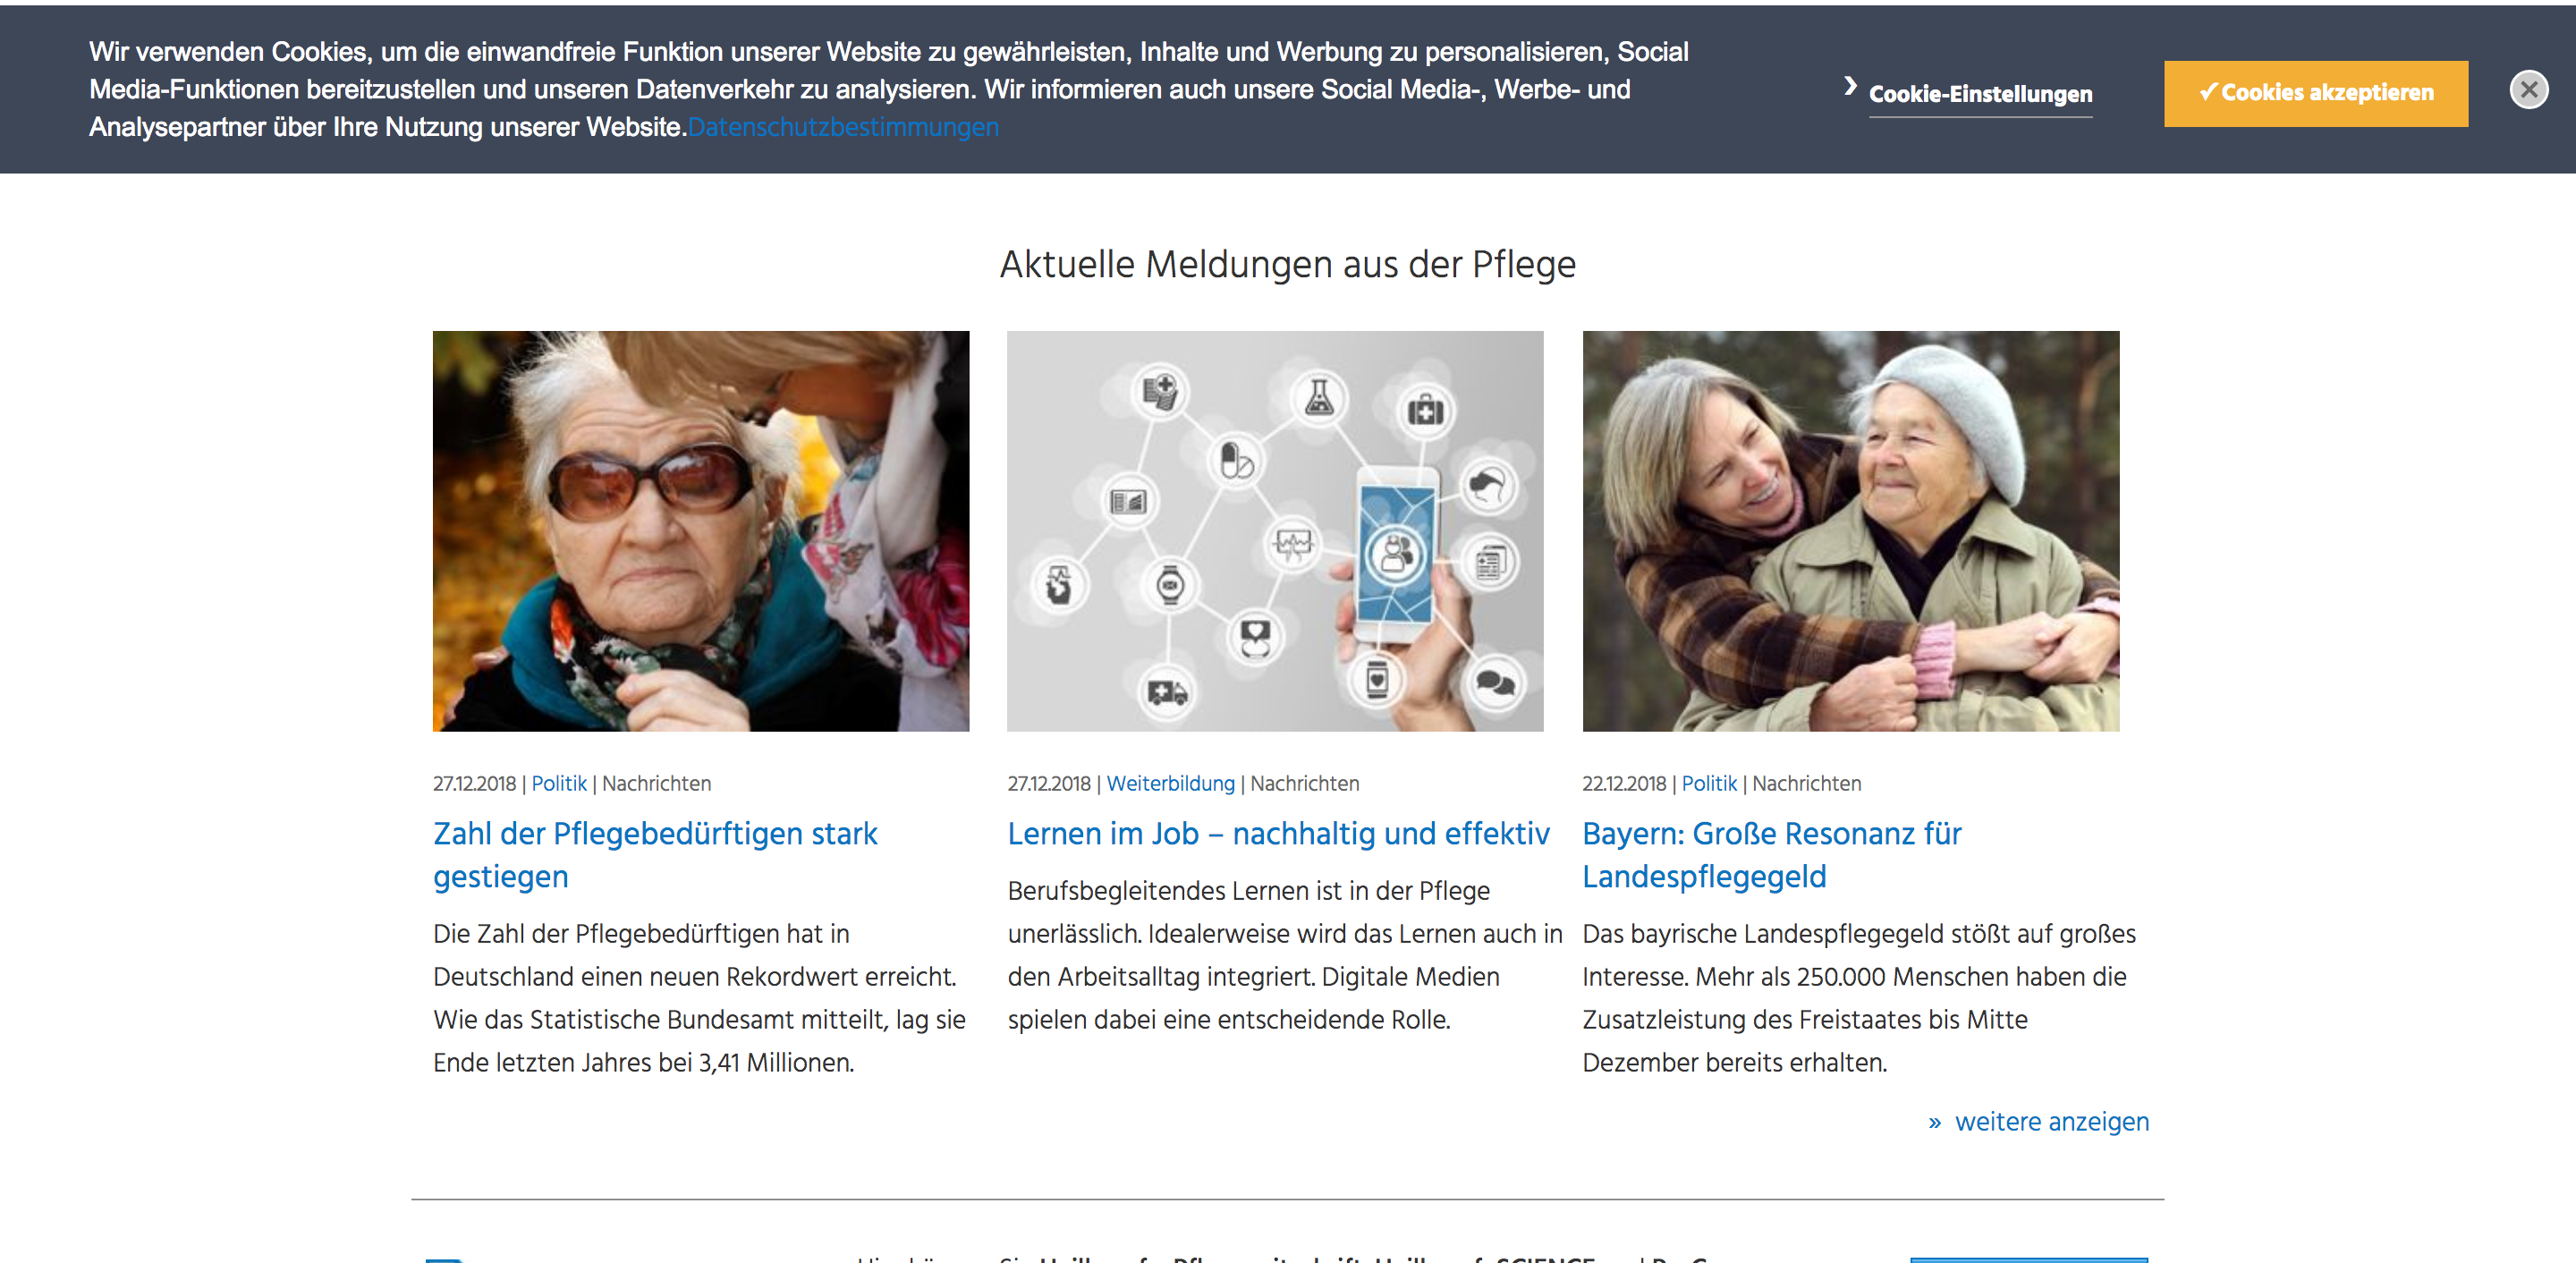 Wir verwenden Cookies, um die einwandfreie Funktion unserer Website zu gewährleisten, Inhalte und Werbung zu personalisieren, Social
Media-Funktionen bereitzustellen und unseren Datenverkehr zu analysieren. Wir informieren auch unsere Social Media-, Werbe- und
Analysepartner über Ihre Nutzung unserer Website.Datenschutzbestimmungen
Cookie-Einstellungen
✓Cookies akzeptieren
Aktuelle Meldungen aus der Pflege
27.12.2018 | Politik | Nachrichten
Zahl der Pflegebedürftigen stark
gestiegen
Die Zahl der Pflegebedürftigen hat in
Deutschland einen neuen Rekordwert erreicht.
Wie das Statistische Bundesamt mitteilt, lag sie
Ende letzten Jahres bei 3,41 Millionen.
27.12.2018 | Weiterbildung | Nachrichten
Lernen im Job – nachhaltig und effektiv
Berufsbegleitendes Lernen ist in der Pflege
unerlässlich. Idealerweise wird das Lernen auch in
den Arbeitsalltag integriert. Digitale Medien
spielen dabei eine entscheidende Rolle.
22.12.2018 | Politik | Nachrichten
Bayern: Große Resonanz für
Landespflegegeld
Das bayrische Landespflegegeld stößt auf großes
Interesse. Mehr als 250.000 Menschen haben die
Zusatzleistung des Freistaates bis Mitte
Dezember bereits erhalten.
» weitere anzeigen